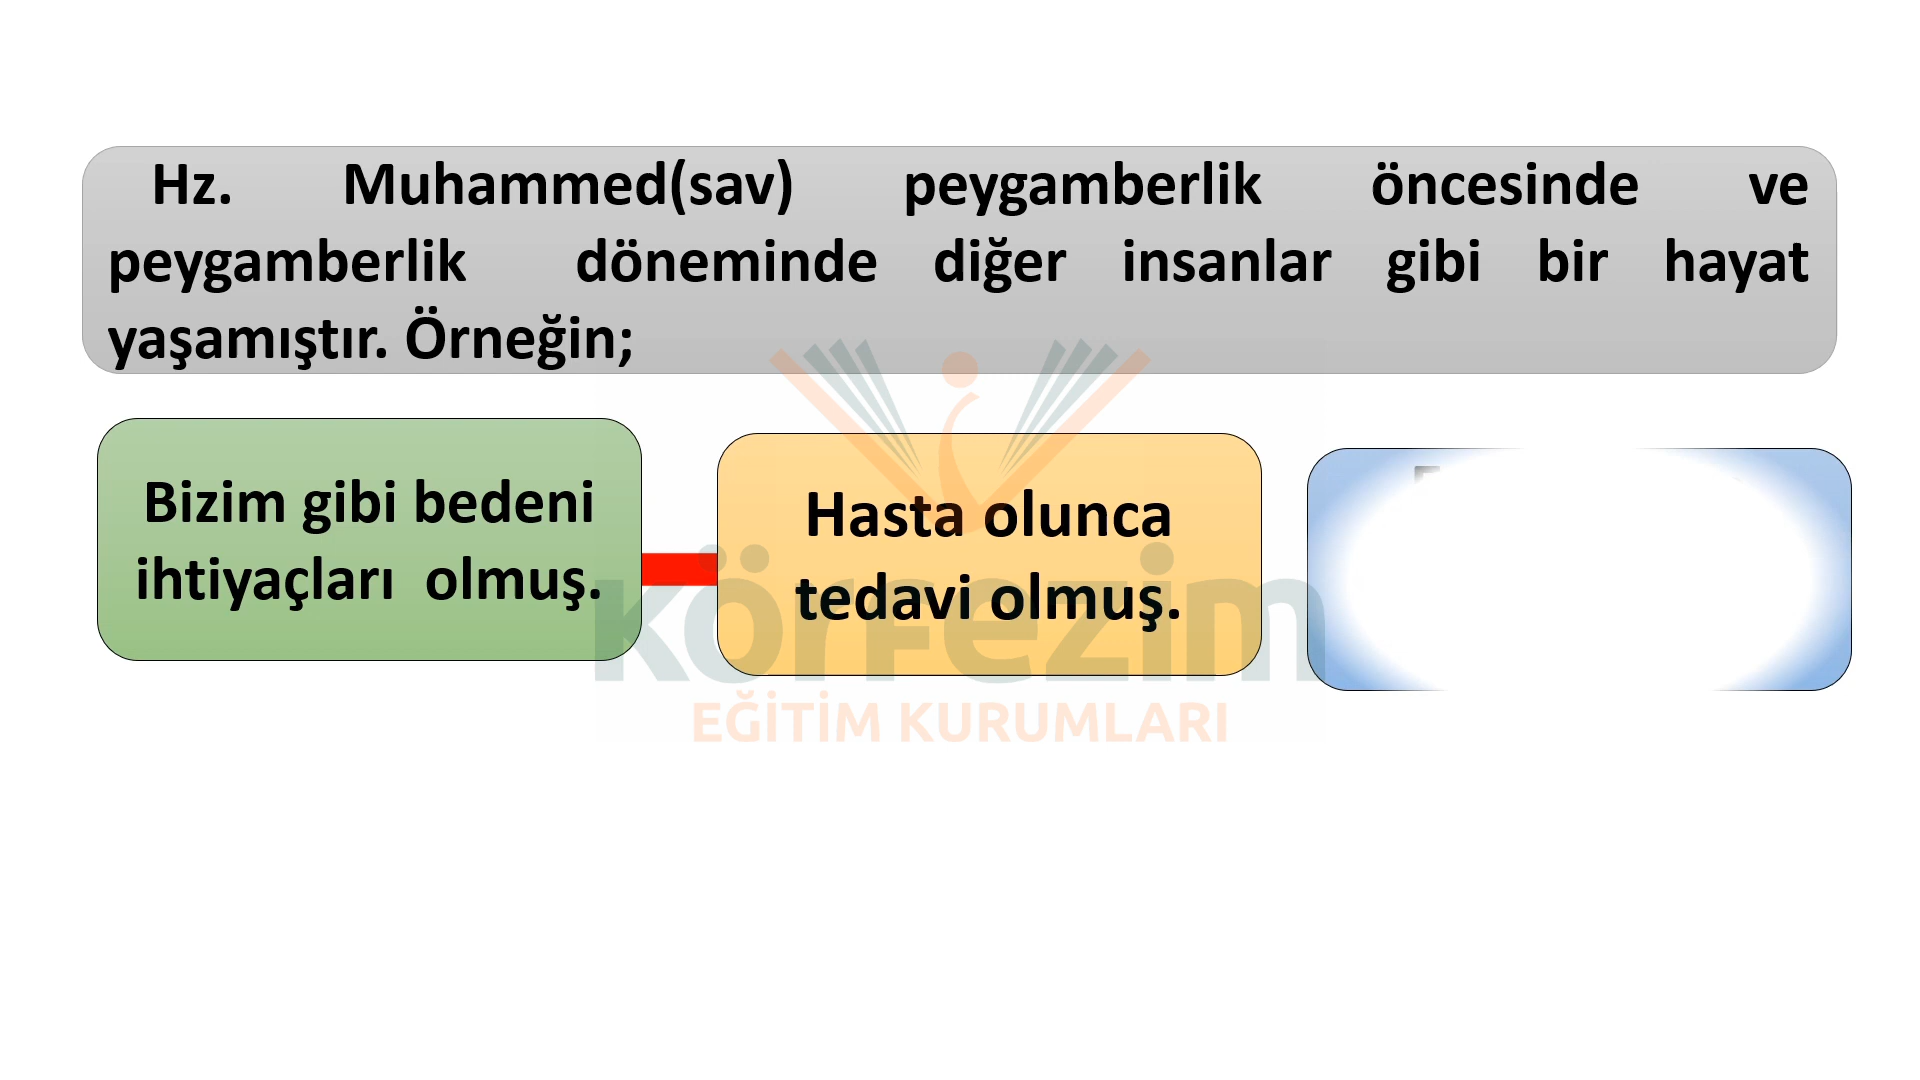 Hz. Muhammed(sav) peygamberlik öncesinde ve
peygamberlik döneminde diğer insanlar gibi bir hayat
yaşamıştır. Örneğin;
Bizim gibi bedeni
ihtiyaçları olmuş.
Hasta olunca
tedavi olmuş.
körfezim
EĞİTİM KURUMLARI